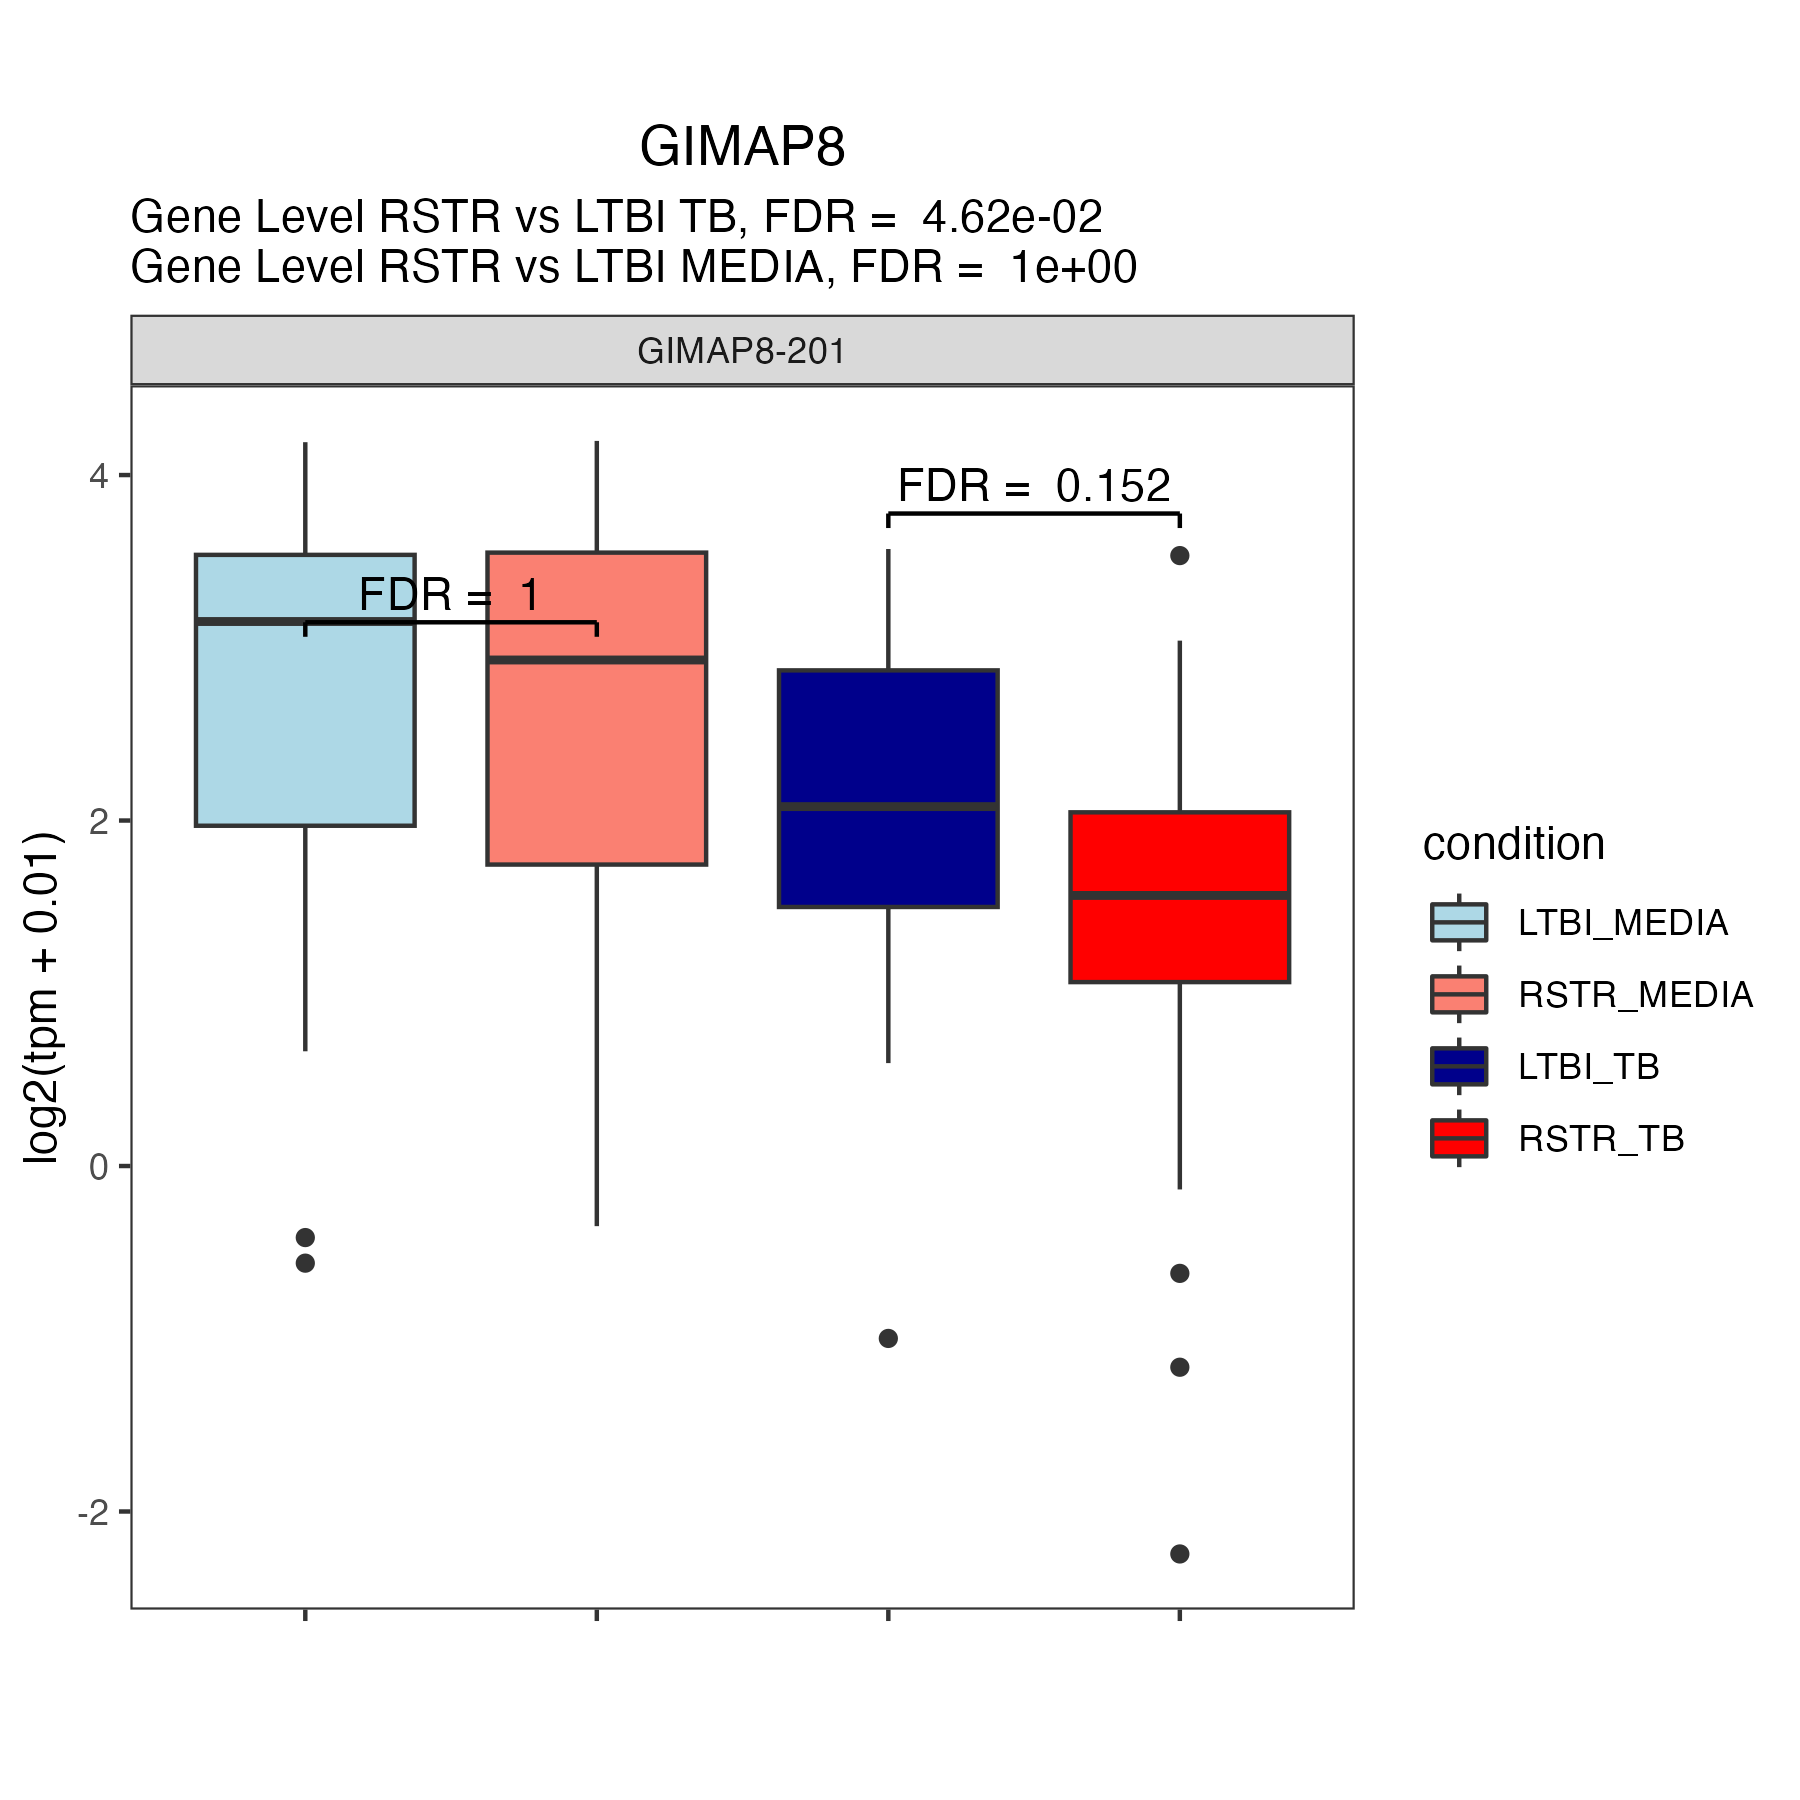 GIMAP8
Gene Level RSTR vs LTBI TB, FDR = 4.62e-02
Gene Level RSTR vs LTBI MEDIA, FDR = 1e+00
GIMAP8-201
4
2
0
-2
log2(tpm + 0.01)
FDR = 1
FDR = 0.152
condition
LTBI_MEDIA
RSTR_MEDIA
LTBI_TB
RSTR_TB